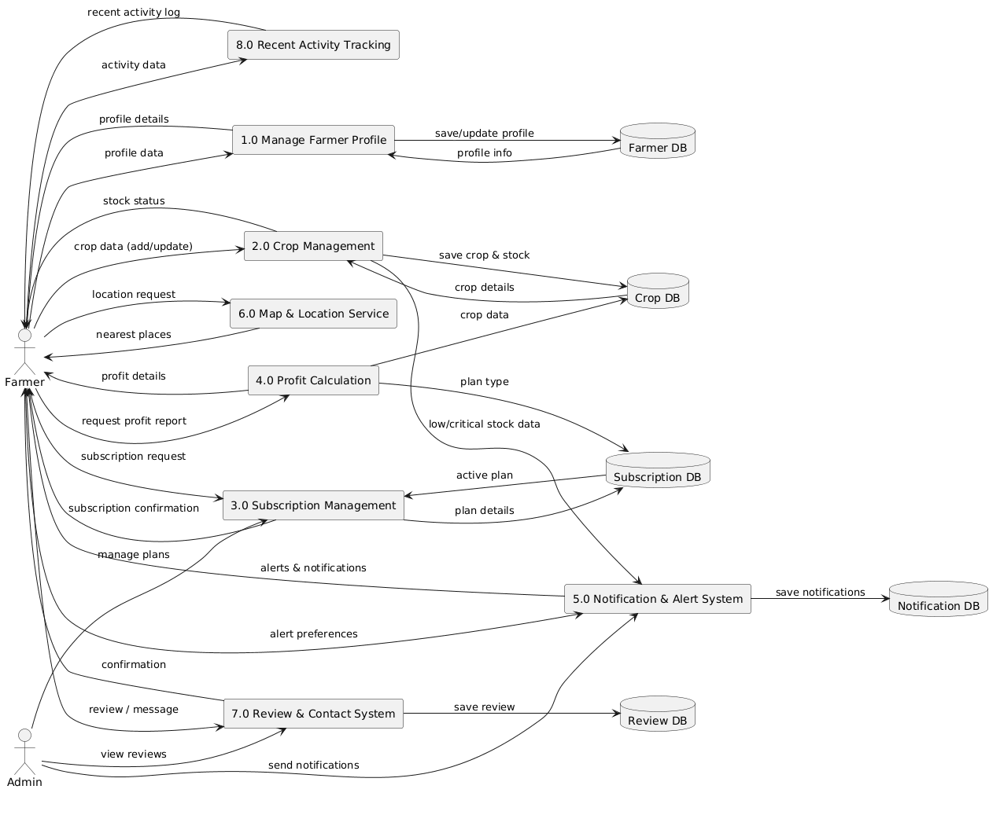 recent activity log
8.0 Recent Activity Tracking
activity data
profile details
save/update profile
1.0 Manage Farmer Profile
Farmer DB
profile data
profile info
stock status
crop data (add/update)
2.0 Crop Management
save crop & stock
crop details
location request
Crop DB
6.0 Map & Location Service
crop data
nearest places
Farmer
profit details
4.0 Profit Calculation
plan type
request profit report
low/critical stock data
subscription request
active plan
Subscription DB
3.0 Subscription Management
subscription confirmation
plan details
manage plans
alerts & notifications
5.0 Notification & Alert System
save notifications
Notification DB
alert preferences
confirmation
review / message
7.0 Review & Contact System
save review
Review DB
view reviews
send notifications
Admin